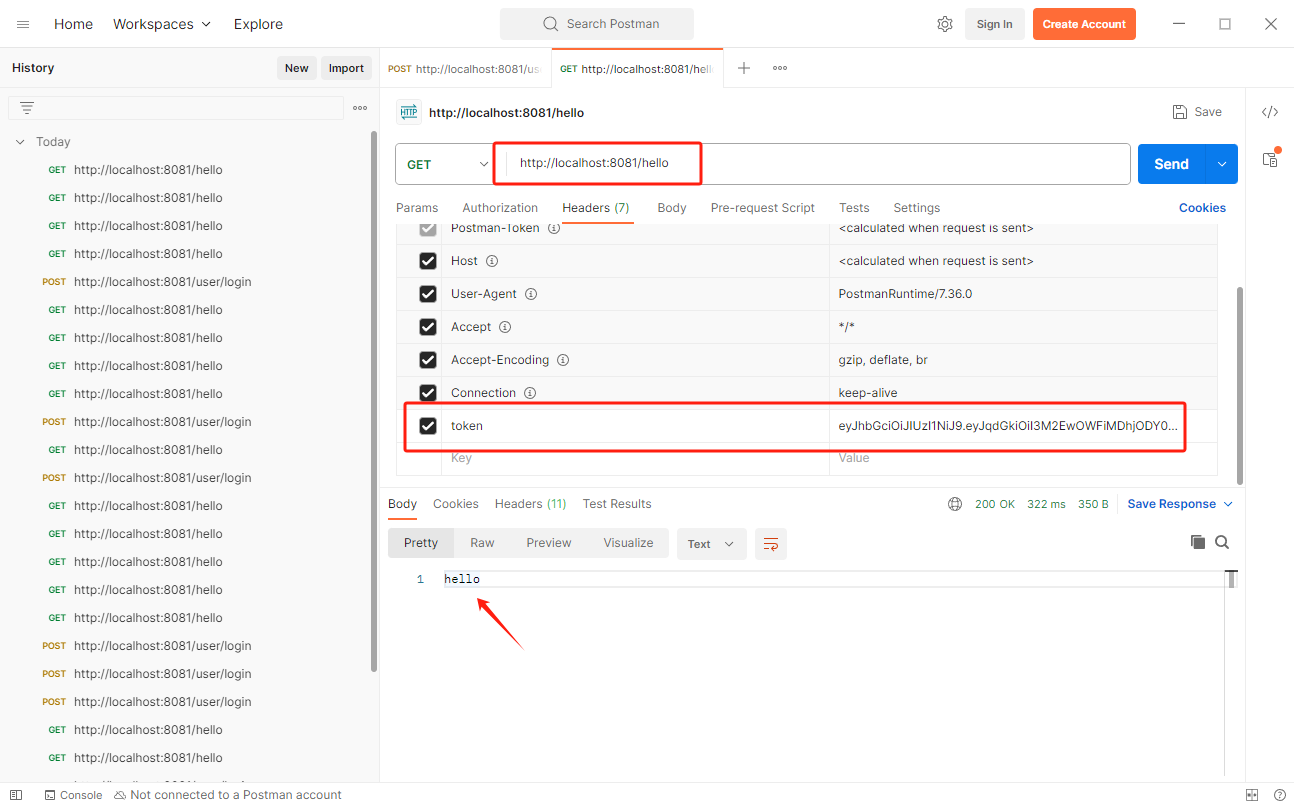 Home Workspaces Explore Search Postman Sign In Create Account
History New Import
POST http://localhost:8081/us
GET http://localhost:8081/hell
HTTP http://localhost:8081/hello Save
Today
GET http://localhost:8081/hello
GET http://localhost:8081/hello
GET http://localhost:8081/hello
GET http://localhost:8081/hello
POST http://localhost:8081/user/login
GET http://localhost:8081/hello
GET http://localhost:8081/hello
GET http://localhost:8081/hello
GET http://localhost:8081/hello
POST http://localhost:8081/user/login
GET http://localhost:8081/hello
POST http://localhost:8081/user/login
GET http://localhost:8081/hello
GET http://localhost:8081/hello
GET http://localhost:8081/hello
GET http://localhost:8081/hello
GET http://localhost:8081/hello
POST http://localhost:8081/user/login
POST http://localhost:8081/user/login
POST http://localhost:8081/user/login
GET http://localhost:8081/hello
GET http://localhost:8081/hello
GET http://localhost:8081/hello Send
Params Authorization Headers (7) Body Pre-request Script Tests Settings Cookies
Postman-Token <calculated when request is sent>
Host <calculated when request is sent>
User-Agent PostmanRuntime/7.36.0
Accept */*
Accept-Encoding gzip, deflate, br
Connection keep-alive
token eyJhbGciOiJIUzI1NiJ9.eyJqdGkiOiI3M2EwOWFiMDhjODY0...
Key Value
Body Cookies Headers (11) Test Results 200 OK 322 ms 350 B Save Response
Pretty Raw Preview Visualize Text
1 hello
Console Not connected to a Postman account